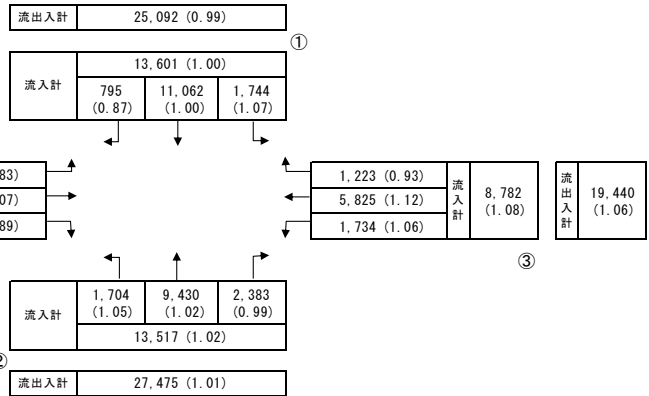 流出入計 25,092 (0.99)
①
流入計 13,601 (1.00)
795 11,062 1,744
(0.87) (1.00) (1.07)
83)
07)
89)
1,223 (0.93)
5,825 (1.12)
1,734 (1.06)
流入計
8,782
(1.08)
流出入計
19,440
(1.06)
③
流入計
1,704 9,430 2,383
(1.05) (1.02) (0.99)
13,517 (1.02)
②
流出入計 27,475 (1.01)